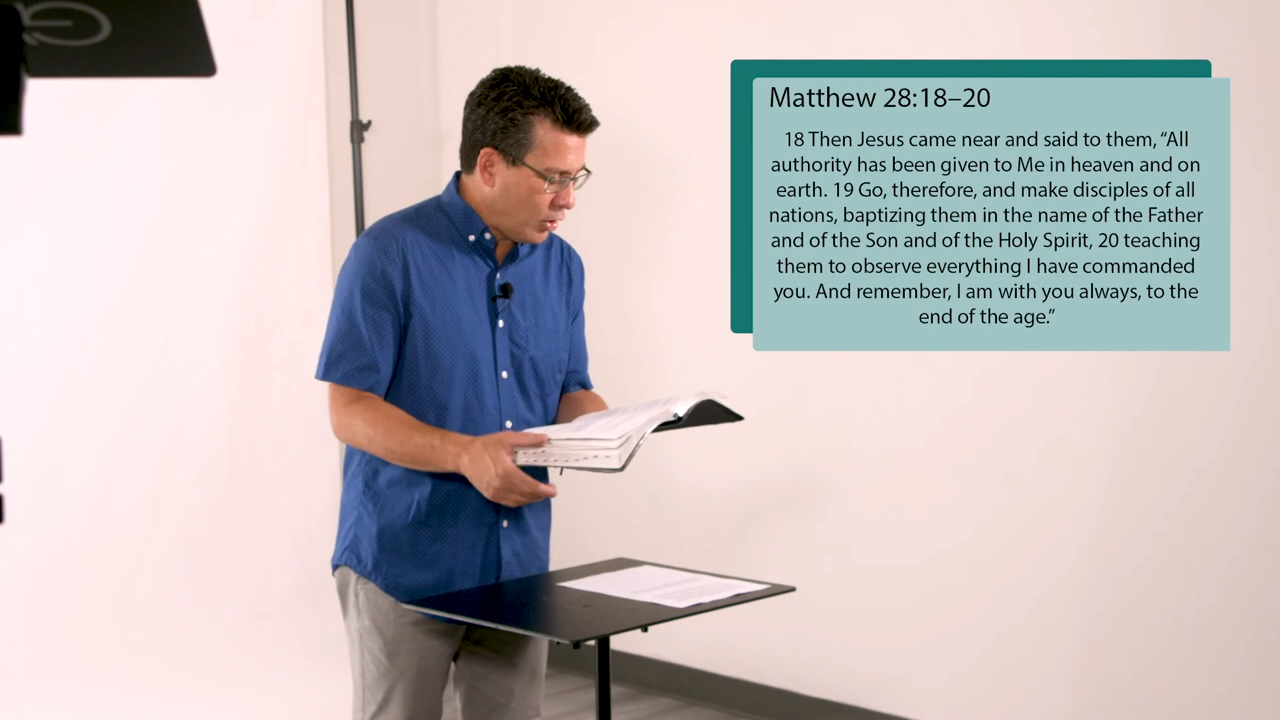 Matthew 28:18–20
18 Then Jesus came near and said to them, “All
authority has been given to Me in heaven and on
earth. 19 Go, therefore, and make disciples of all
nations, baptizing them in the name of the Father
and of the Son and of the Holy Spirit, 20 teaching
them to observe everything I have commanded
you. And remember, I am with you always, to the
end of the age.”